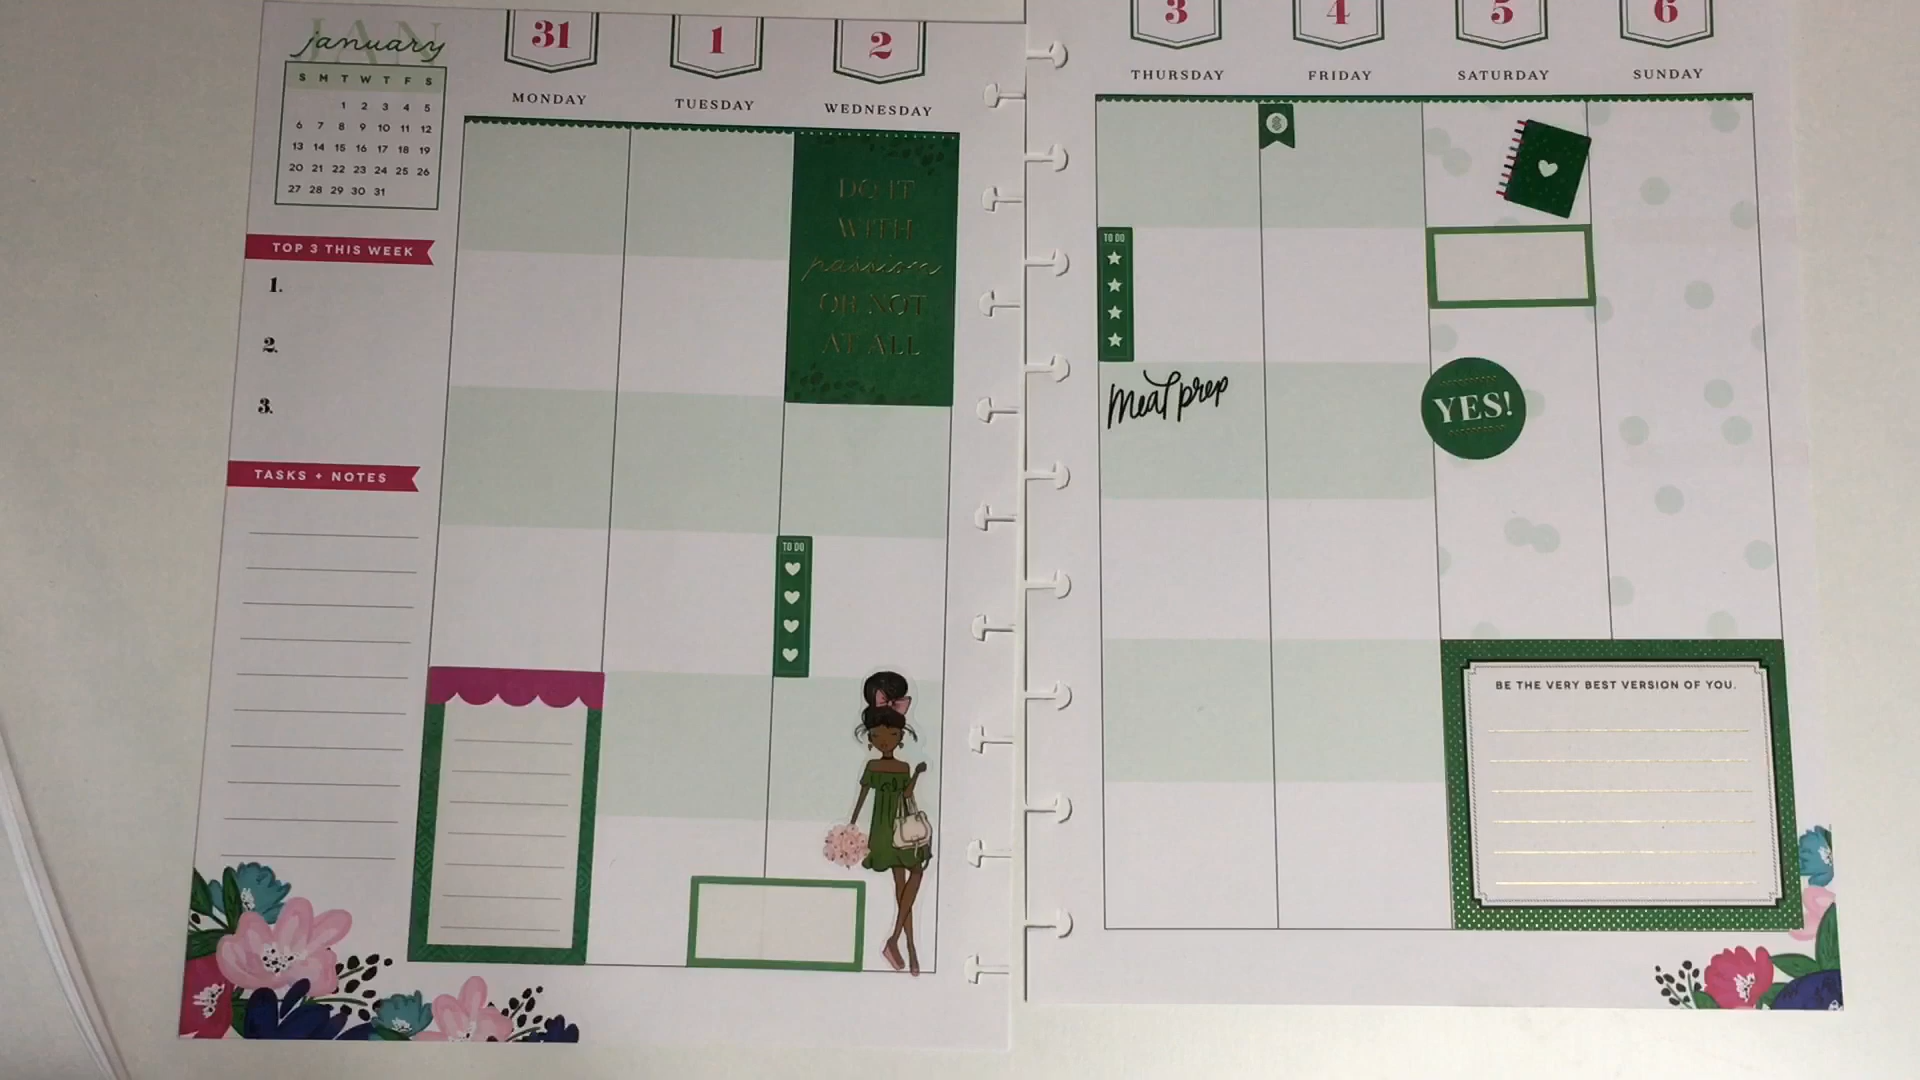 JAN
january
S M T W T F S
1 2 3 4 5
6 7 8 9 10 11 12
13 14 15 16 17 18 19
20 21 22 23 24 25 26
27 28 29 30 31
TOP 3 THIS WEEK
1.
2.
3.
TASKS + NOTES
31
MONDAY
1
TUESDAY
2
WEDNESDAY
DO IT
WITH
passion
OR NOT
AT ALL
TO DO
3
THURSDAY
TO DO
Meal prep
4
FRIDAY
$
5
SATURDAY
YES!
6
SUNDAY
BE THE VERY BEST VERSION OF YOU.